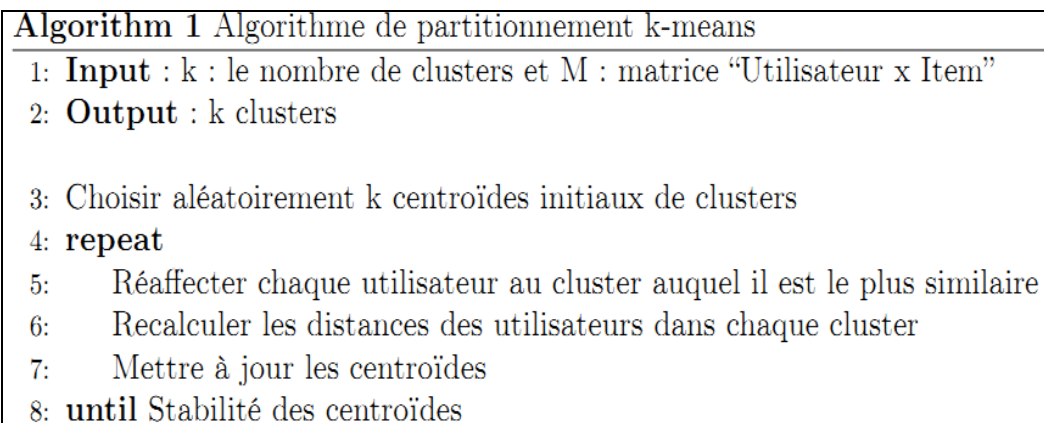 Algorithm 1 Algorithme de partitionnement k-means
1: Input : k : le nombre de clusters et M : matrice “Utilisateur x Item”
2: Output : k clusters
3: Choisir aléatoirement k centroïdes initiaux de clusters
4: repeat
5: Réaffecter chaque utilisateur au cluster auquel il est le plus similaire
6: Recalculer les distances des utilisateurs dans chaque cluster
7: Mettre à jour les centroïdes
8: until Stabilité des centroïdes